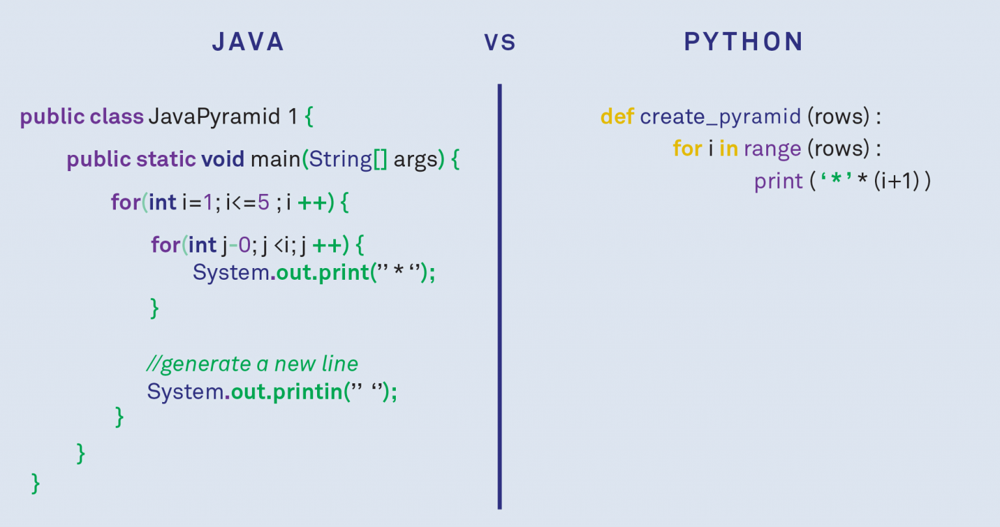 JAVA VS PYTHON
public class JavaPyramid 1 {
public static void main(String[] args) {
for(int i=1; i<=5 ; i ++) {
for(int j-0; j <i; j ++) {
System.out.print(’’ * ‘’);
}
//generate a new line
System.out.printin(’’ ‘’);
}
}
}
def create_pyramid (rows) :
for i in range (rows) :
print ( ‘ * ’ * (i+1) )